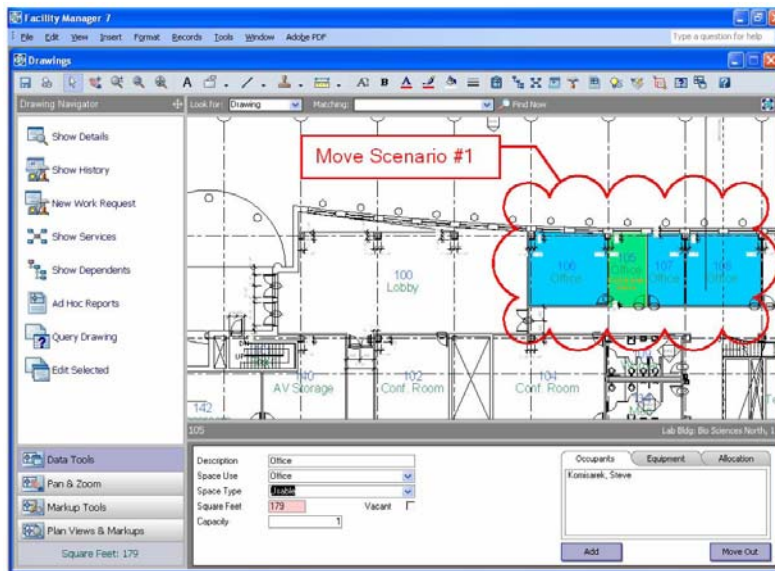 Facility Manager 7
File Edit View Insert Format Records Tools Window Adobe PDF Type a question for help
Drawings
Drawing Navigator Look for: Drawing Matching: Find Now
Show Details
Show History
New Work Request
Show Services
Show Dependents
Ad Hoc Reports
Query Drawing
Edit Selected
Move Scenario #1
100
Lobby
106
Office
105
Office
107
108
Office
140
AV Storage
102
Conf. Room
104
Conf. Room
142
UP
105 Lab Bldg: Bio Sciences North, 1
Data Tools
Pan & Zoom
Markup Tools
Plan Views & Markups
Square Feet: 179
Description Office
Space Use Office
Space Type Usable
Square Feet 179 Vacant
Capacity 1
Occupants Equipment Allocation
Komisarek, Steve
Add Move Out